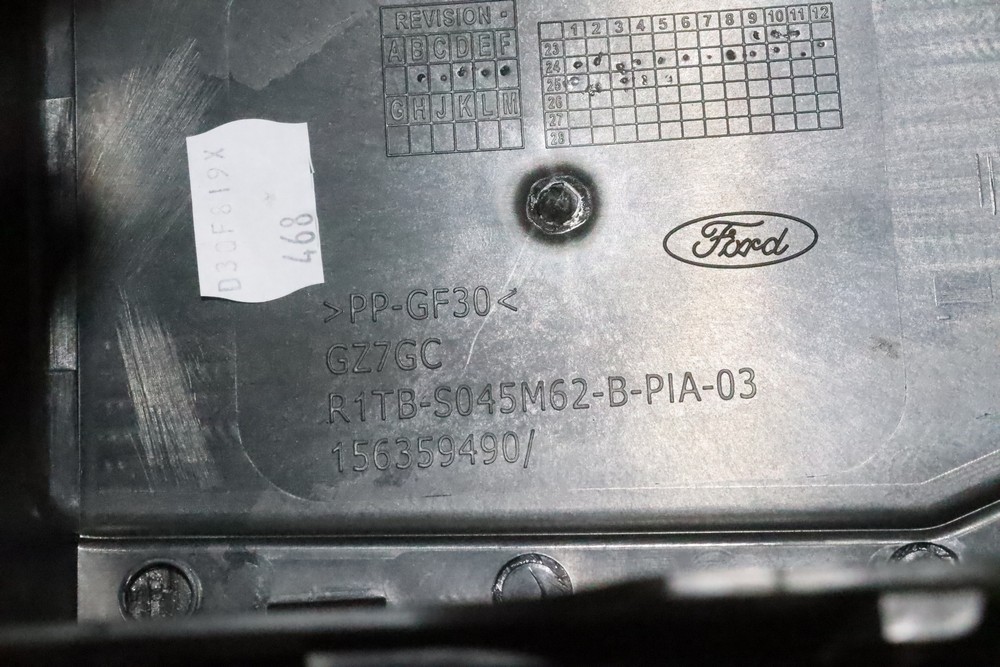 REVISION
A B C D E F
G H J K L M
1 2 3 4 5 6 7 8 9 10 11 12
23
24
25
26
27
28
D30F819X
468
Ford
>PP-GF30<
GZ7GC
R1TB-S045M62-B-PIA-03
156359490/